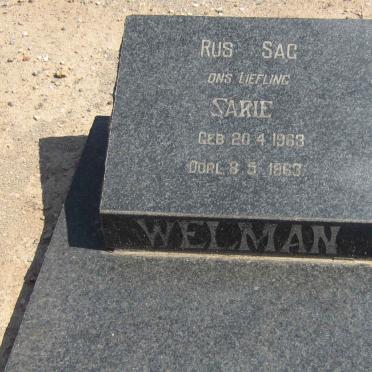 RUS SAG
ONS LIEFLING
SARIE
GEB 20 4 1963
OORL 8 5 1963
WELMAN